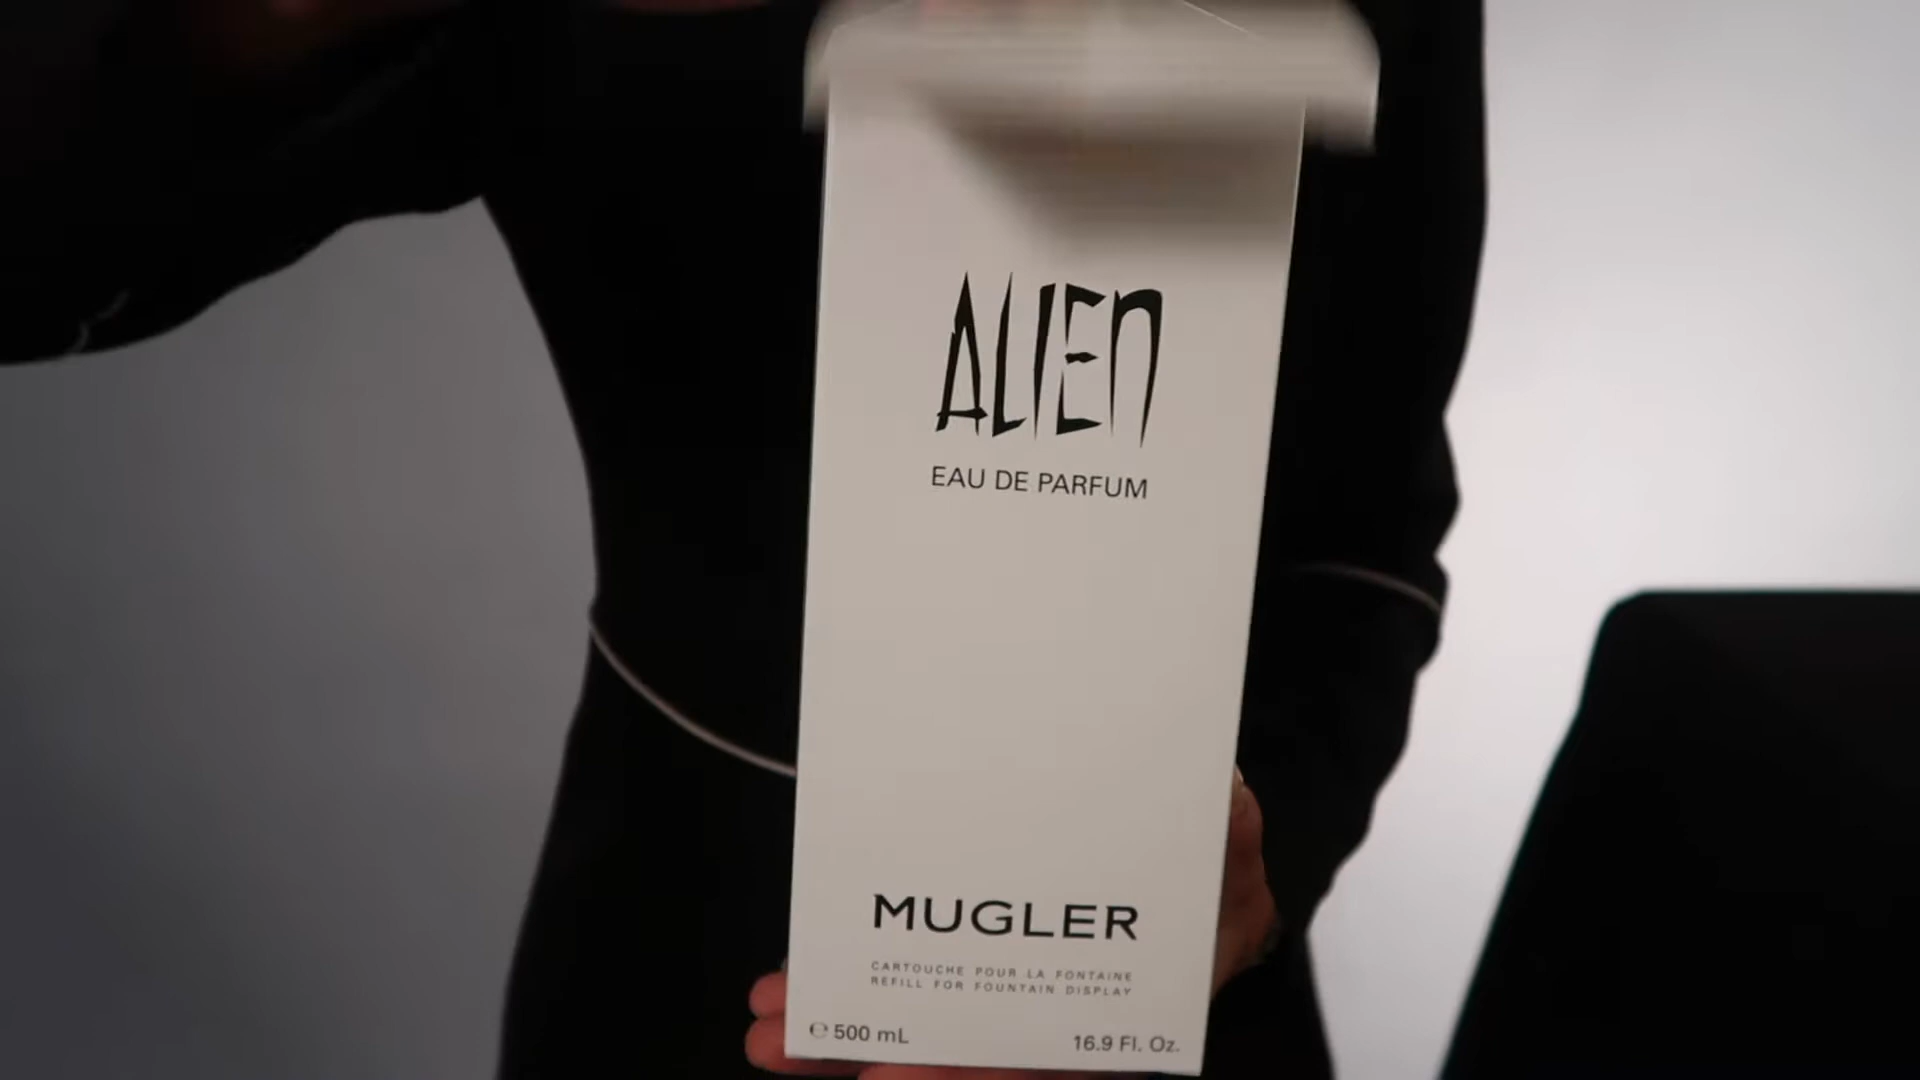 ALIEN
EAU DE PARFUM
MUGLER
CARTOUCHE POUR LA FONTAINE
REFILL FOR FOUNTAIN DISPLAY
℮ 500 mL
16.9 Fl. Oz.